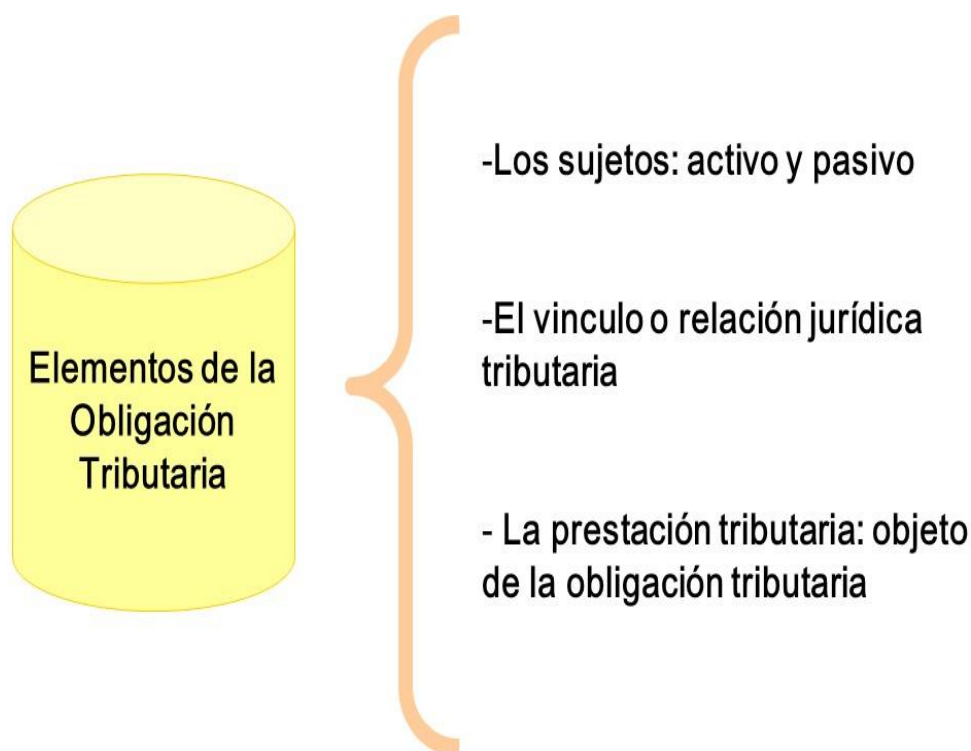 Elementos de la
Obligación
Tributaria
-Los sujetos: activo y pasivo
-El vinculo o relación jurídica
tributaria
- La prestación tributaria: objeto
de la obligación tributaria